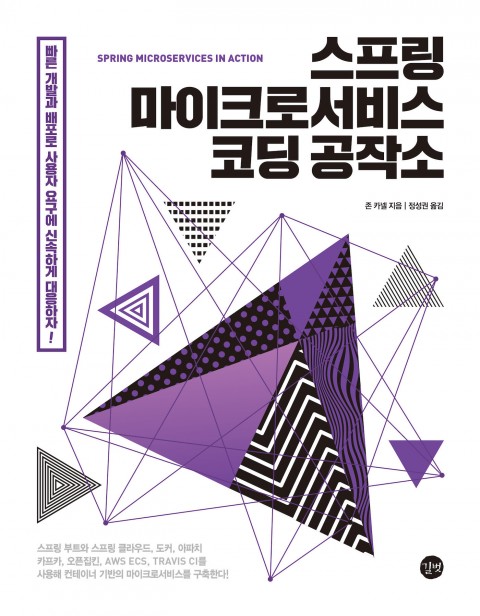 빠른 개발과 배포로 사용자 요구에 신속하게 대응하자!
SPRING MICROSERVICES IN ACTION
스프링
마이크로서비스
코딩 공작소
존 카넬 지음 | 정성권 옮김
스프링 부트와 스프링 클라우드, 도커, 아파치
카프카, 오픈집킨, AWS ECS, TRAVIS CI를
사용해 컨테이너 기반의 마이크로서비스를 구축한다!
길벗